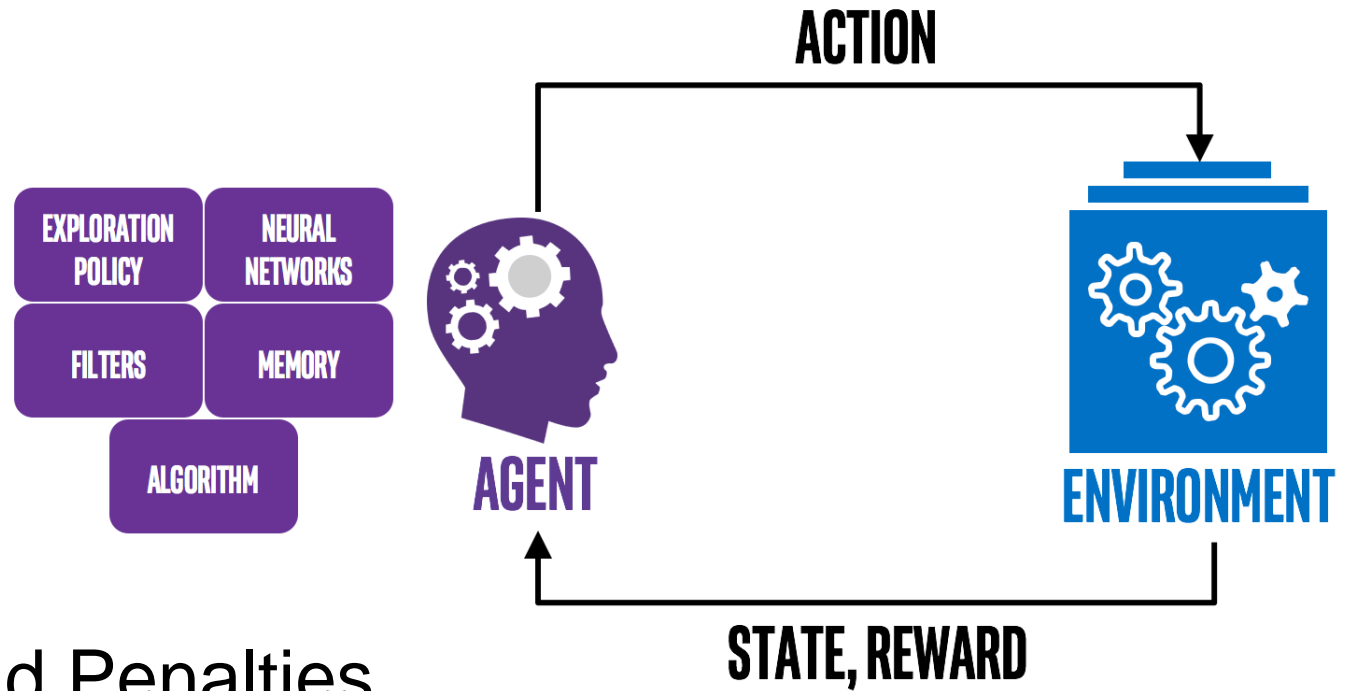 ACTION
EXPLORATION
POLICY
NEURAL
NETWORKS
FILTERS
MEMORY
ALGORITHM
AGENT
ENVIRONMENT
STATE, REWARD
d Penalties